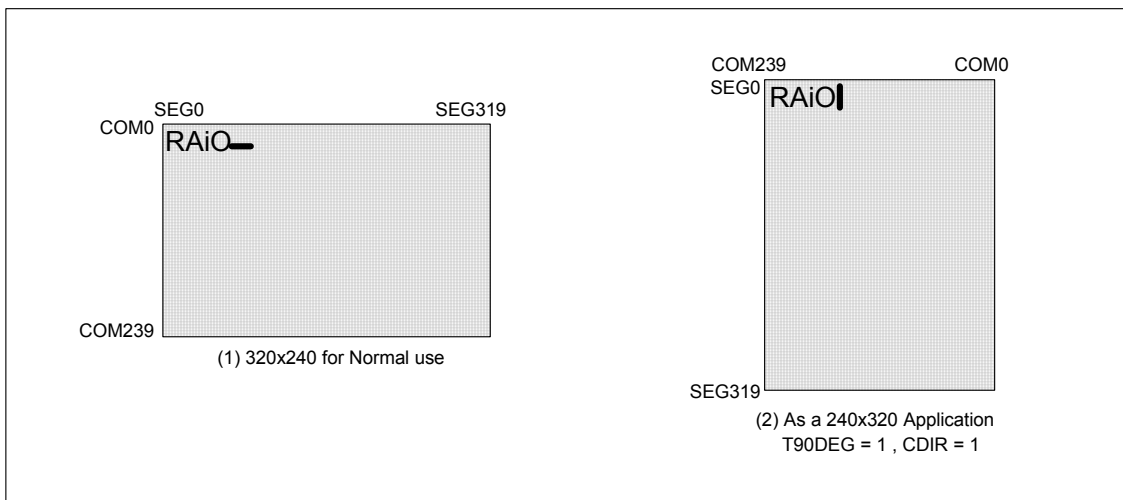 SEG0 SEG319
COM0
RAiO
COM239
(1) 320x240 for Normal use
COM239 COM0
SEG0
RAiO
SEG319
(2) As a 240x320 Application
T90DEG = 1 , CDIR = 1